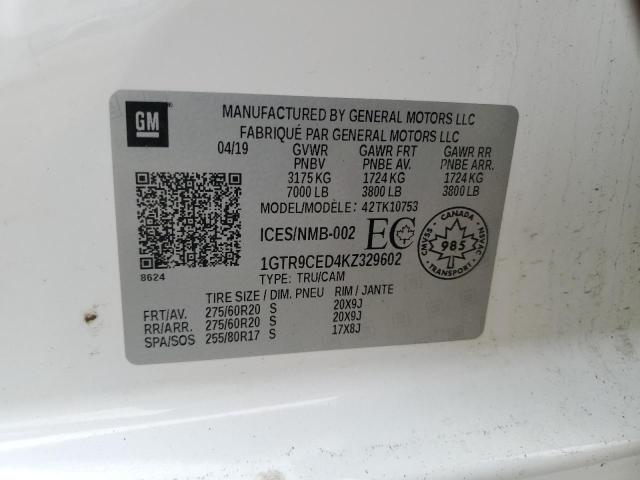 GM
MANUFACTURED BY GENERAL MOTORS LLC
FABRIQUÉ PAR GENERAL MOTORS LLC
04/19 GVWR GAWR FRT GAWR RR
PNBV PNBE AV. PNBE ARR.
3175 KG 1724 KG 1724 KG
7000 LB 3800 LB 3800 LB
MODEL/MODÈLE: 42TK10753
ICES/NMB-002 EC
CANADA
CMVSS 985 NSVAC
TRANSPORT
8624
1GTR9CED4KZ329602
TYPE: TRU/CAM
TIRE SIZE / DIM. PNEU RIM / JANTE
FRT/AV. 275/60R20 S 20X9J
RR/ARR. 275/60R20 S 20X9J
SPA/SOS 255/80R17 S 17X8J